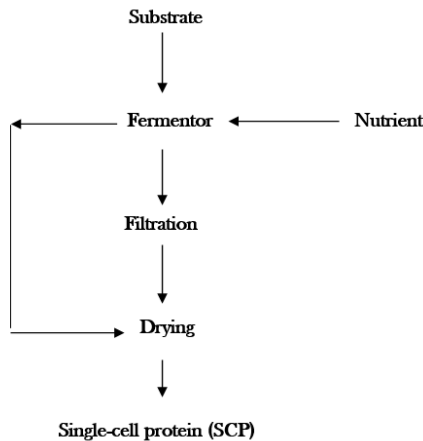 Substrate
Fermentor
Nutrient
Filtration
Drying
Single-cell protein (SCP)